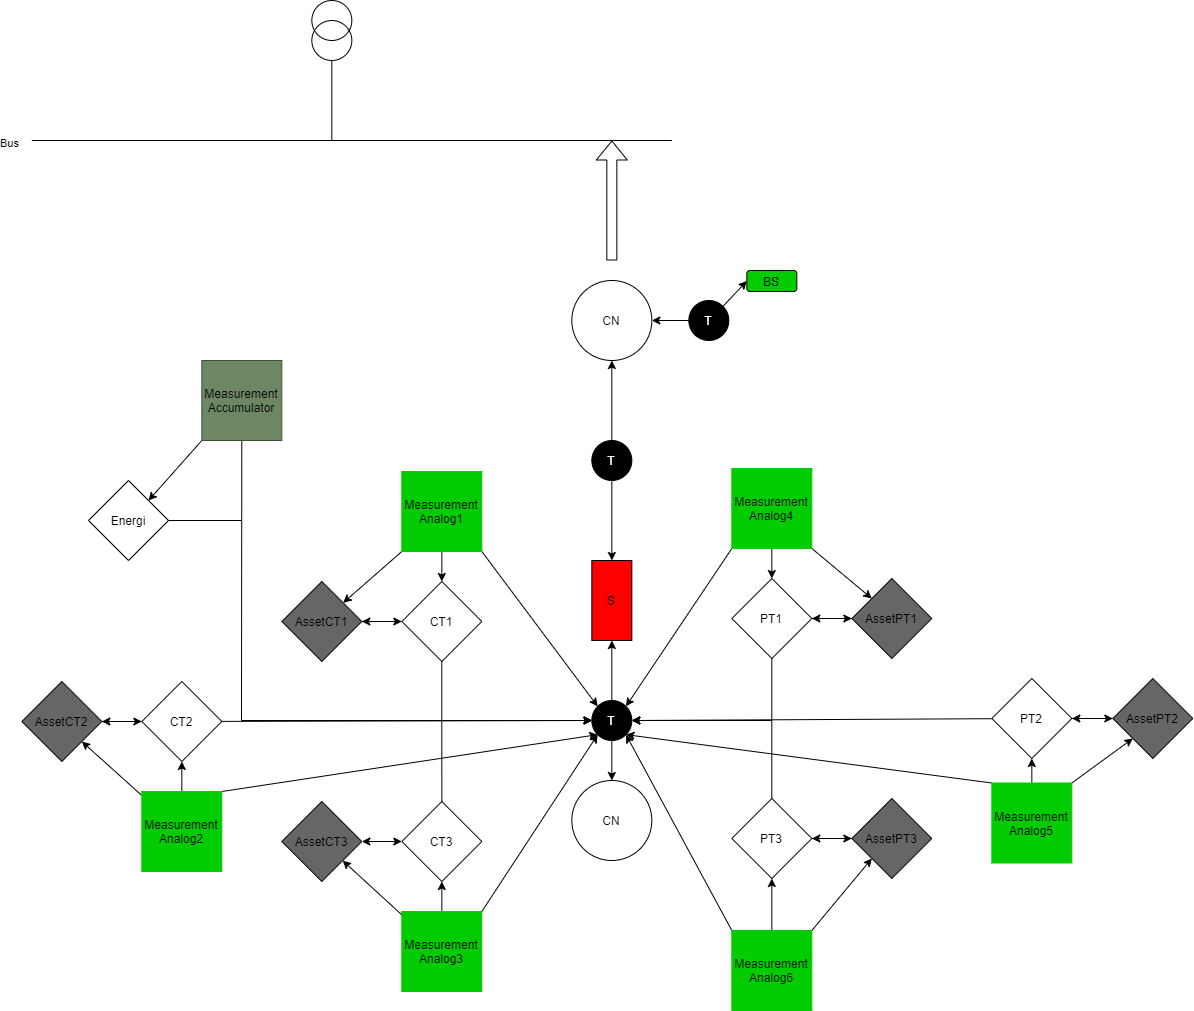 Bus
BS
CN
T
Measurement
Accumulator
T
Measurement
Analog1
Measurement
Analog4
Energi
S
AssetCT1
CT1
PT1
AssetPT1
AssetCT2
CT2
T
PT2
AssetPT2
Measurement
Analog2
CN
Measurement
Analog5
AssetCT3
CT3
PT3
AssetPT3
Measurement
Analog3
Measurement
Analog6